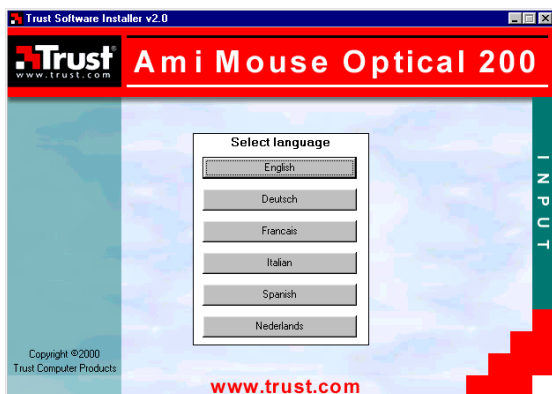 Trust Software Installer v2.0
Trust
www.trust.com
Ami Mouse Optical 200
Select language
English
Deutsch
Francais
Italian
Spanish
Nederlands
INPUT
Copyright ©2000
Trust Computer Products
www.trust.com